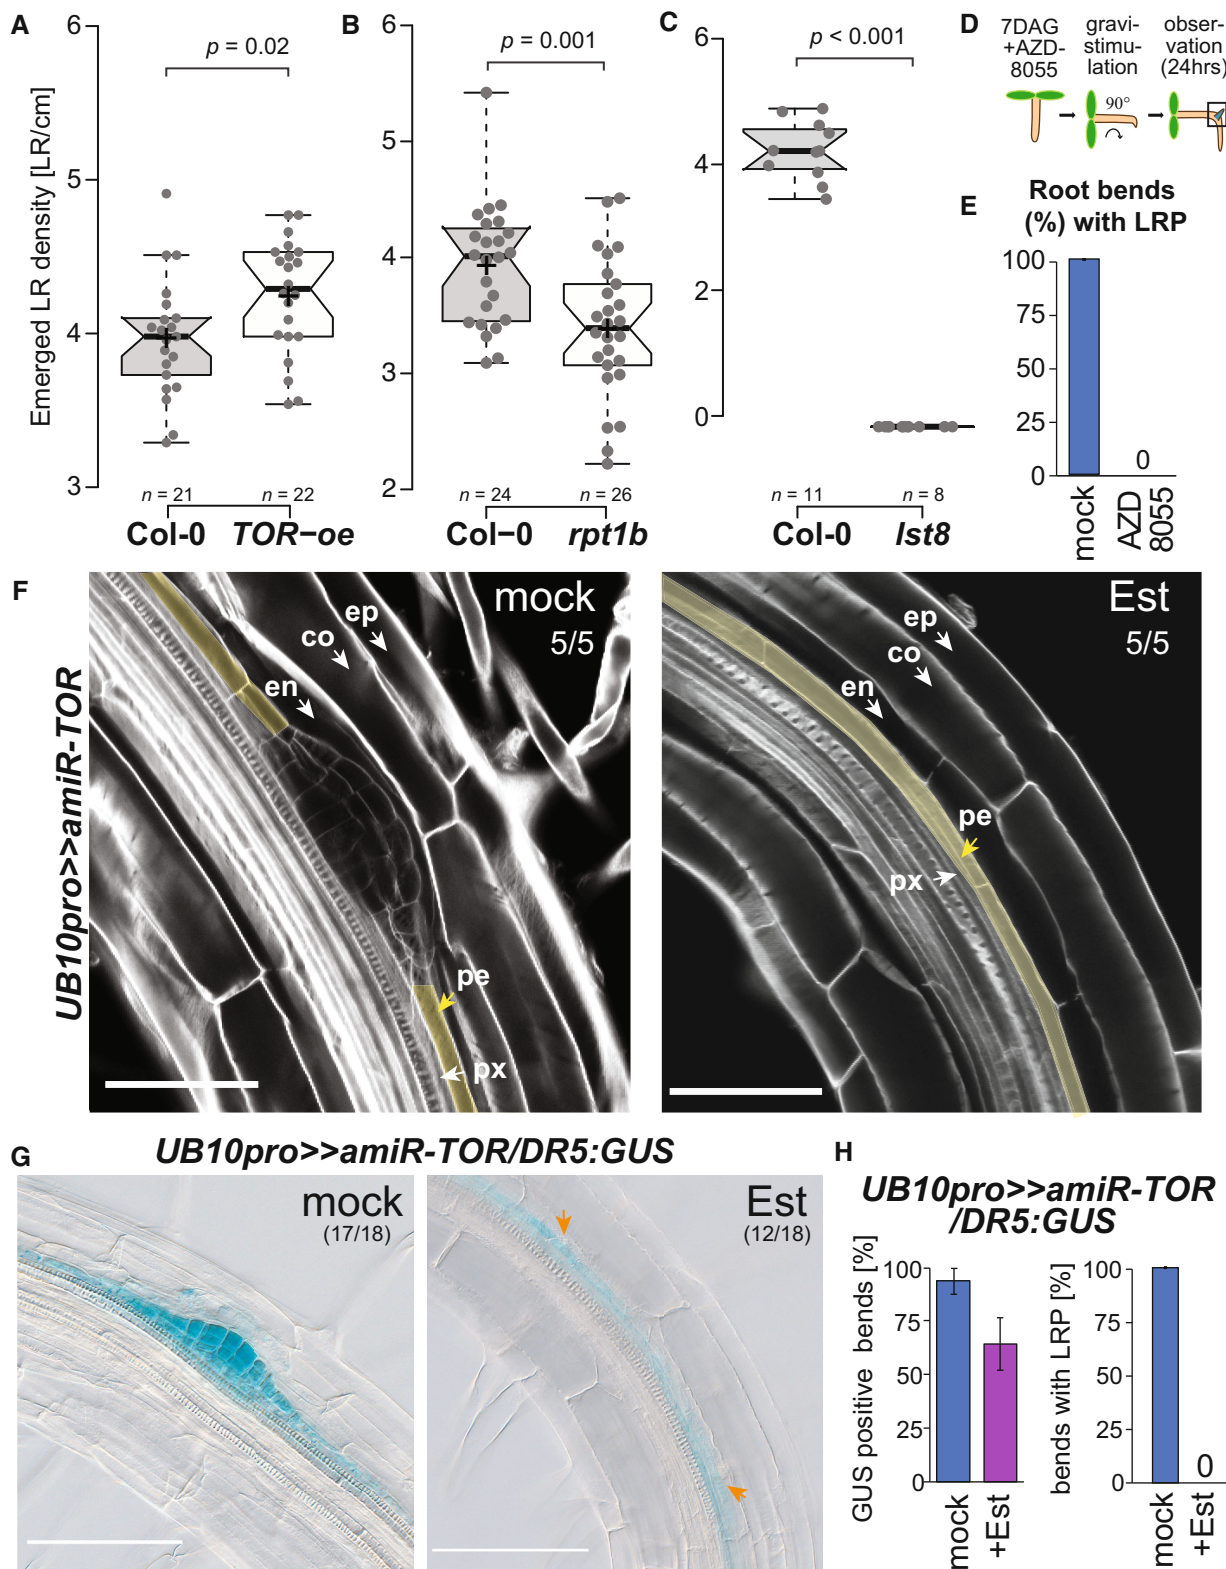 A
6
5
4
3
Emerged LR density [LR/cm]
p = 0.02
n = 21
n = 22
Col-0
TOR–oe
B
6
5
4
3
2
p = 0.001
n = 24
n = 26
Col–0
rpt1b
C
6
4
2
0
p < 0.001
n = 11
n = 8
Col-0
lst8
D
7DAG
+AZD-
8055
gravi-
stimu-
lation
obser-
vation
(24hrs)
90°
E
Root bends
(%) with LRP
100
75
50
25
0
0
mock
AZD
8055
F
UB10pro>>amiR-TOR
mock
5/5
ep
co
en
pe
px
Est
5/5
ep
co
en
pe
px
G
UB10pro>>amiR-TOR/DR5:GUS
mock
(17/18)
Est
(12/18)
H
UB10pro>>amiR-TOR
/DR5:GUS
GUS positive bends [%]
100
75
50
25
0
mock
+Est
bends with LRP [%]
100
75
50
25
0
0
mock
+Est